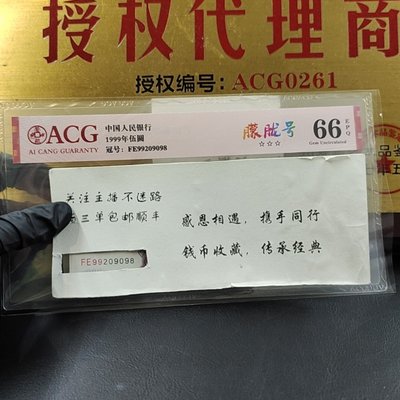 授权代理商
授权编号：ACG0261
ACG
AI CANG GUARANTY
中国人民银行
1999年伍圆
冠号：FE99209098
朦胧号
☆☆☆
66 EPQ
Gem Uncirculated
关注主播不迷路
三单包邮顺丰
感恩相遇，携手同行
钱币收藏，传承经典
FE99209098